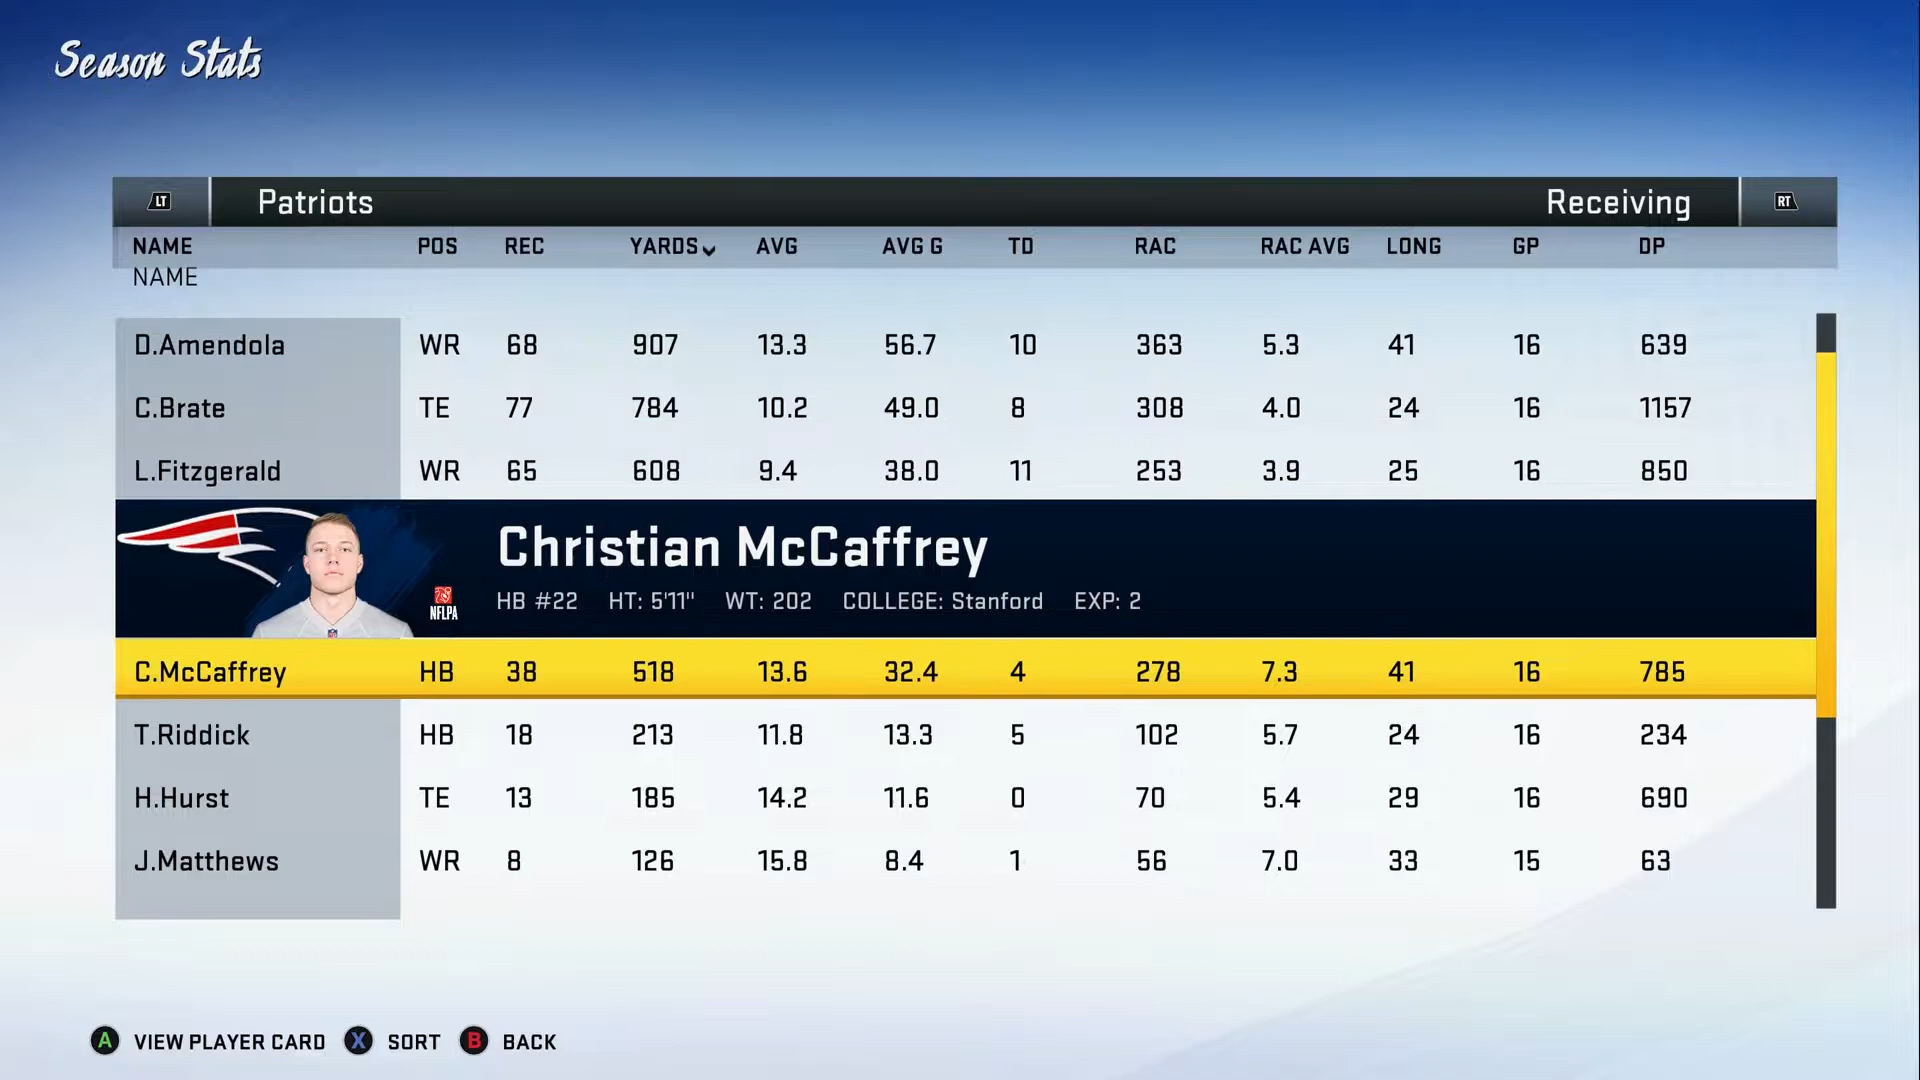 Season Stats
LT Patriots Receiving RT
NAME POS REC YARDS AVG AVG G TD RAC RAC AVG LONG GP DP
NAME
D.Amendola WR 68 907 13.3 56.7 10 363 5.3 41 16 639
C.Brate TE 77 784 10.2 49.0 8 308 4.0 24 16 1157
L.Fitzgerald WR 65 608 9.4 38.0 11 253 3.9 25 16 850
Christian McCaffrey
NFLPA HB #22 HT: 5'11" WT: 202 COLLEGE: Stanford EXP: 2
C.McCaffrey HB 38 518 13.6 32.4 4 278 7.3 41 16 785
T.Riddick HB 18 213 11.8 13.3 5 102 5.7 24 16 234
H.Hurst TE 13 185 14.2 11.6 0 70 5.4 29 16 690
J.Matthews WR 8 126 15.8 8.4 1 56 7.0 33 15 63
A VIEW PLAYER CARD X SORT B BACK